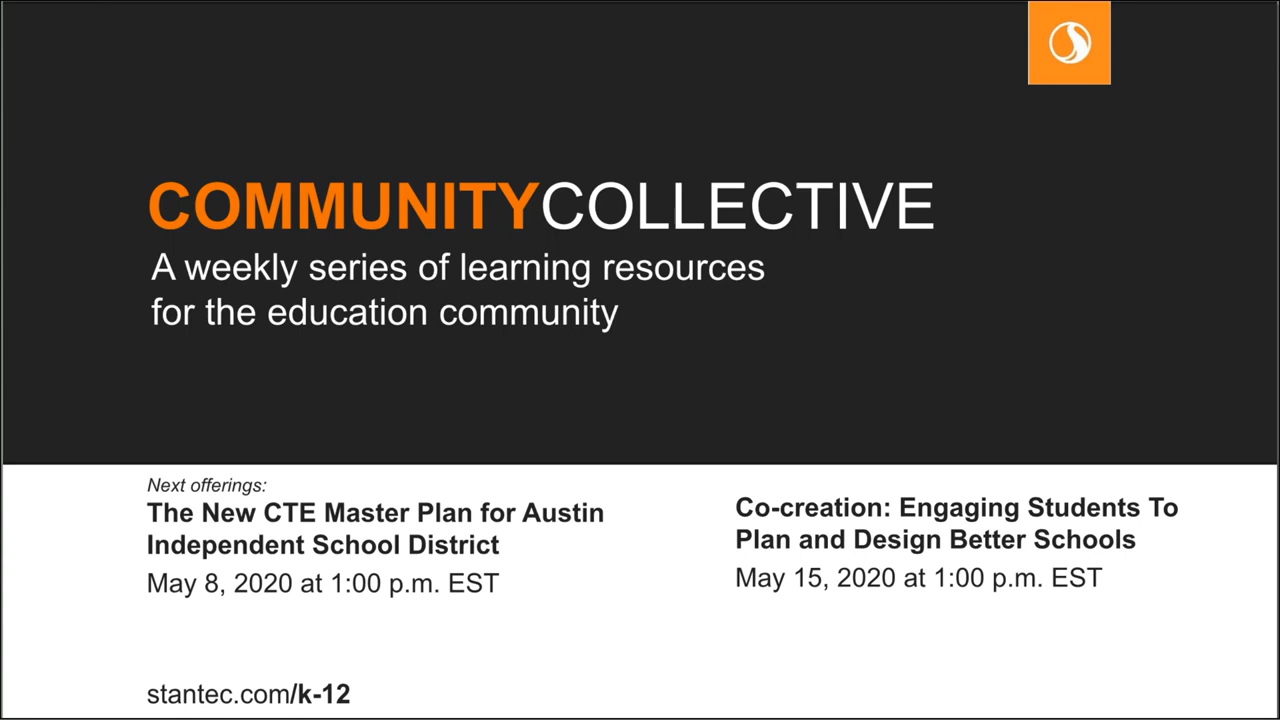 COMMUNITYCOLLECTIVE
A weekly series of learning resources
for the education community
Next offerings:
The New CTE Master Plan for Austin
Independent School District
May 8, 2020 at 1:00 p.m. EST
Co-creation: Engaging Students To
Plan and Design Better Schools
May 15, 2020 at 1:00 p.m. EST
stantec.com/k-12